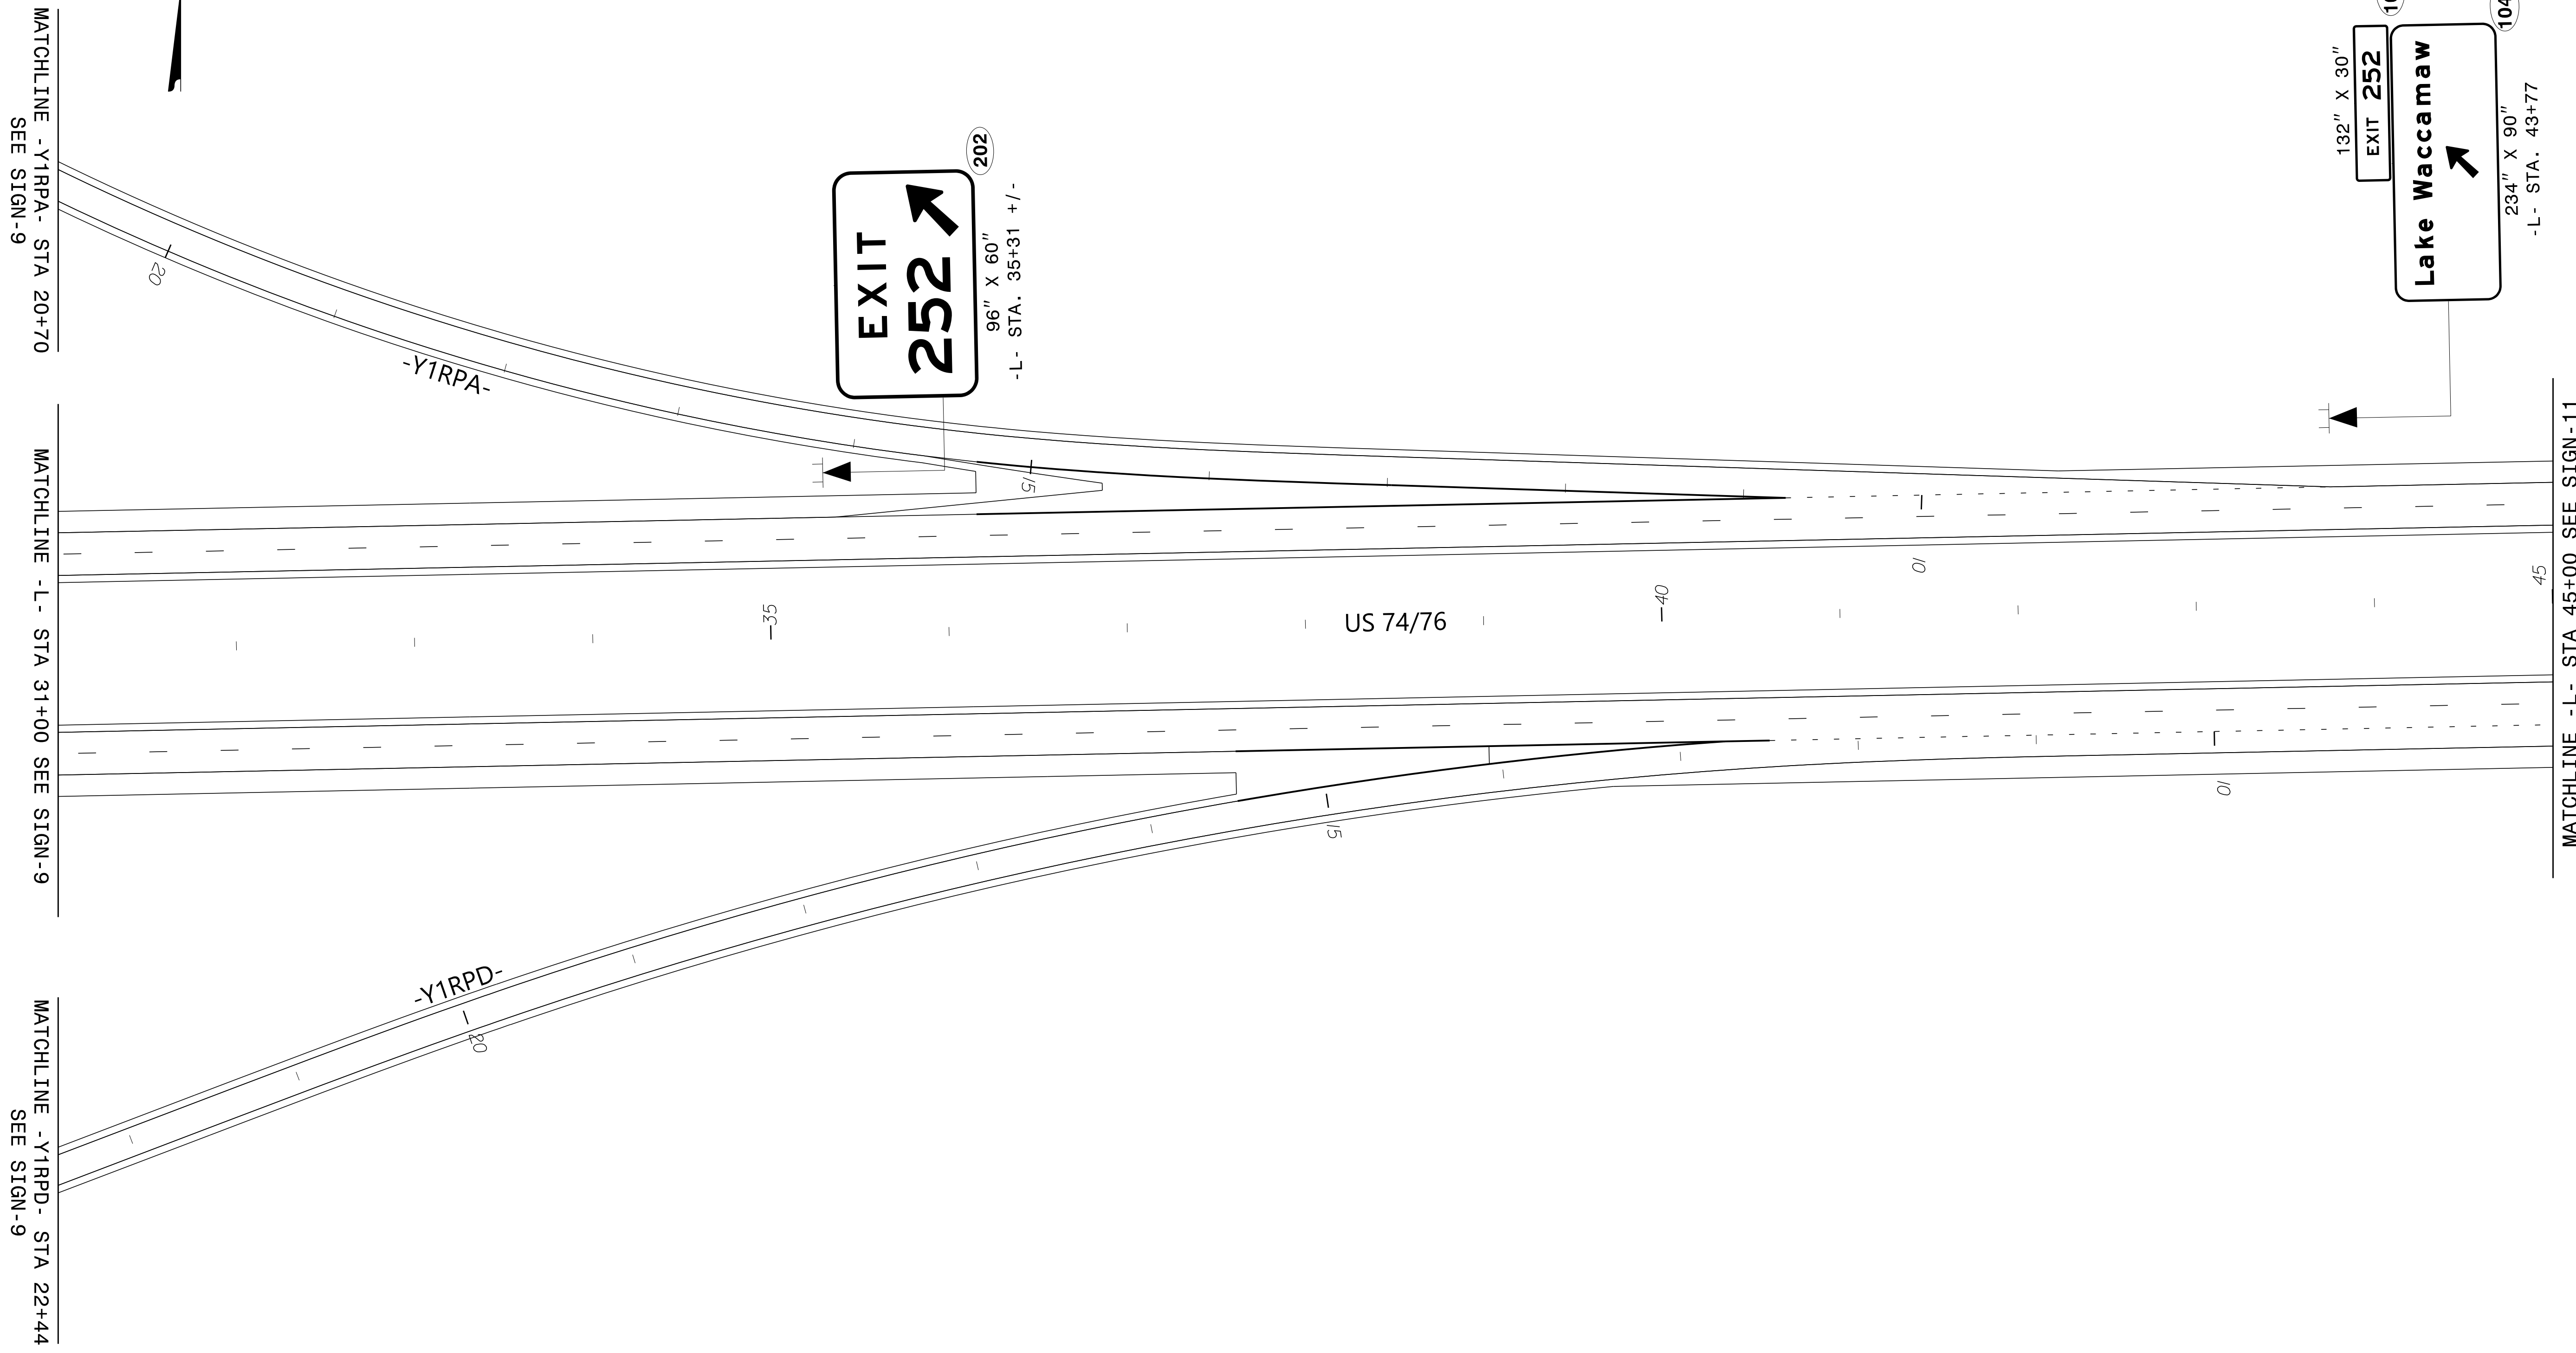 MATCHLINE -Y1RPA- STA 20+70
SEE SIGN-9
MATCHLINE -L- STA 31+00 SEE SIGN-9
MATCHLINE -Y1RPD- STA 22+44
SEE SIGN-9
20
-Y1RPA-
EXIT
252
202
96" X 60"
-L- STA. 35+31 +/-
15
132" X 30"
EXIT 252
Lake Waccamaw
104
234" X 90"
-L- STA. 43+77
35
US 74/76
40
10
45
MATCHLINE -L- STA 45+00 SEE SIGN-11
10
15
-Y1RPD-
20